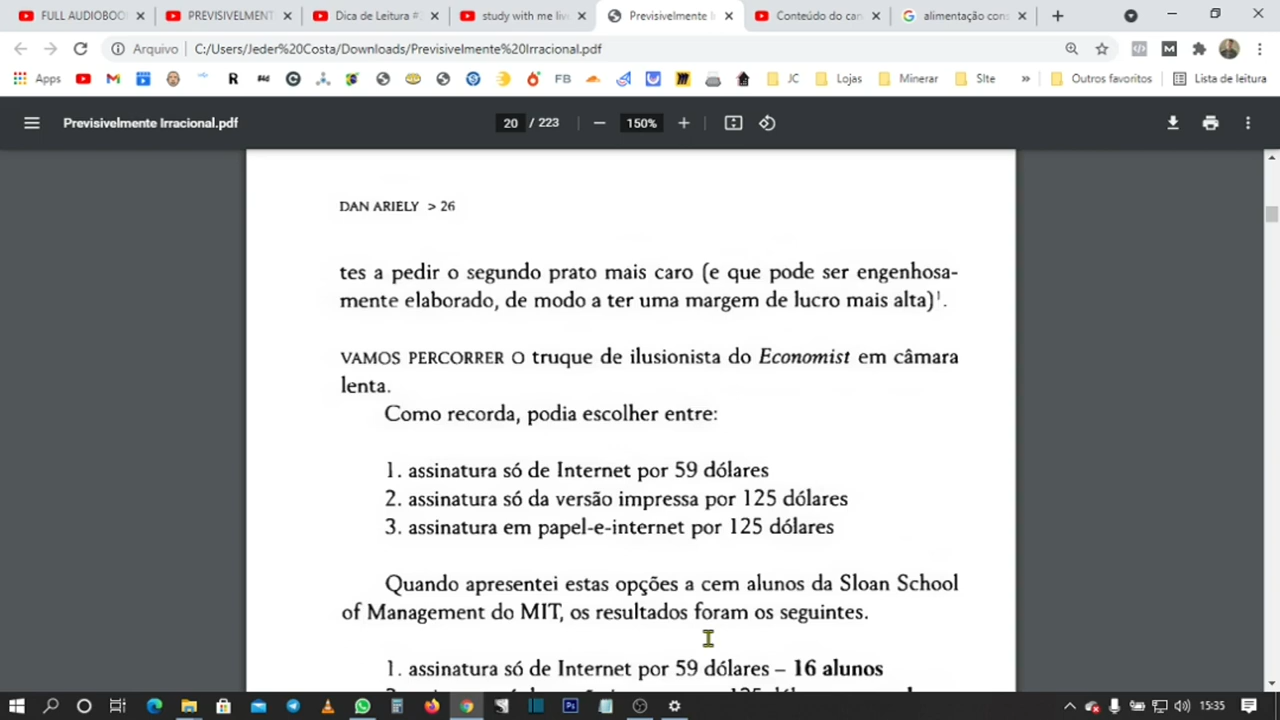 FULL AUDIOBOO
PREVISIVELMENT
Dica de Leitura #
study with me liv
Previsivelmente I
Conteúdo do can
alimentação cons
Arquivo
C:/Users/Jeder%20Costa/Downloads/Previsivelmente%20Irracional.pdf
Apps
FB
JC
Lojas
Minerar
SIte
»
Outros favoritos
Lista de leitura
Previsivelmente Irracional.pdf
20 / 223
150%
DAN ARIELY > 26
tes a pedir o segundo prato mais caro (e que pode ser engenhosa-
mente elaborado, de modo a ter uma margem de lucro mais alta)¹.
VAMOS PERCORRER O truque de ilusionista do Economist em câmara
lenta.
Como recorda, podia escolher entre:
1. assinatura só de Internet por 59 dólares
2. assinatura só da versão impressa por 125 dólares
3. assinatura em papel-e-internet por 125 dólares
Quando apresentei estas opções a cem alunos da Sloan School
of Management do MIT, os resultados foram os seguintes.
1. assinatura só de Internet por 59 dólares – 16 alunos
15:35